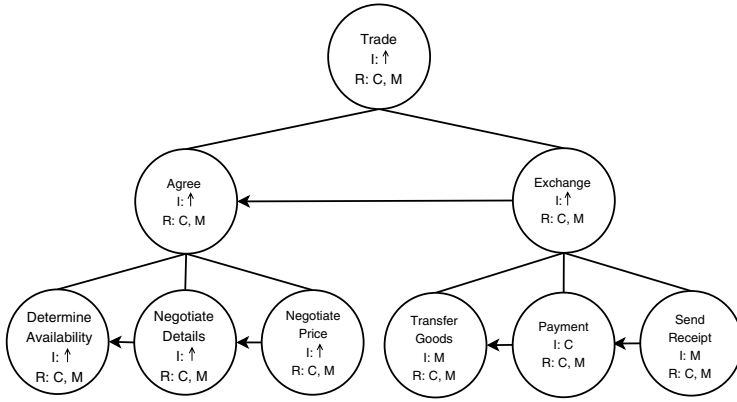 Trade
I: ↑
R: C, M
Agree
I: ↑
R: C, M
Exchange
I: ↑
R: C, M
Determine
Availability
I: ↑
R: C, M
Negotiate
Details
I: ↑
R: C, M
Negotiate
Price
I: ↑
R: C, M
Transfer
Goods
I: M
R: C, M
Payment
I: C
R: C, M
Send
Receipt
I: M
R: C, M